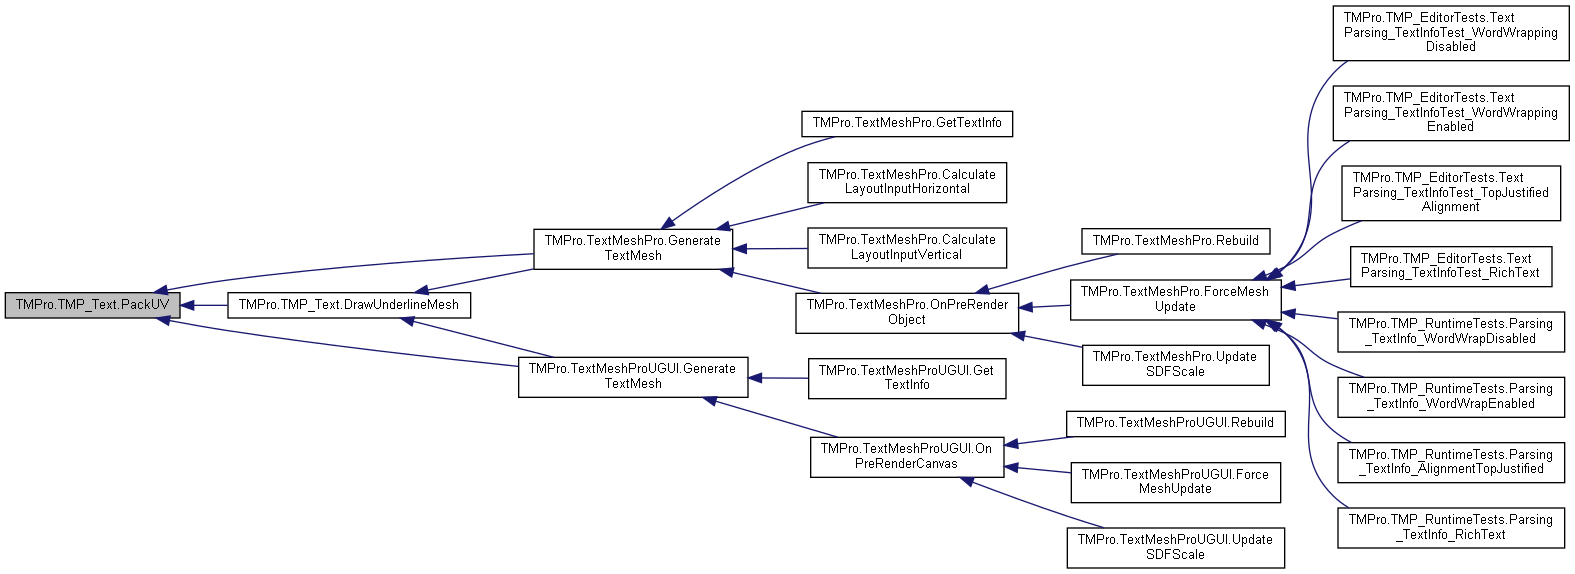 TMPro.TMP_Text.PackUV
TMPro.TMP_Text.DrawUnderlineMesh
TMPro.TextMeshPro.Generate
TextMesh
TMPro.TextMeshProUGUI.Generate
TextMesh
TMPro.TextMeshPro.GetTextInfo
TMPro.TextMeshPro.Calculate
LayoutInputHorizontal
TMPro.TextMeshPro.Calculate
LayoutInputVertical
TMPro.TextMeshPro.OnPreRender
Object
TMPro.TextMeshProUGUI.Get
TextInfo
TMPro.TextMeshProUGUI.On
PreRenderCanvas
TMPro.TextMeshPro.Rebuild
TMPro.TextMeshPro.ForceMesh
Update
TMPro.TextMeshPro.Update
SDFScale
TMPro.TextMeshProUGUI.Rebuild
TMPro.TextMeshProUGUI.Force
MeshUpdate
TMPro.TextMeshProUGUI.Update
SDFScale
TMPro.TMP_EditorTests.Text
Parsing_TextInfoTest_WordWrapping
Disabled
TMPro.TMP_EditorTests.Text
Parsing_TextInfoTest_WordWrapping
Enabled
TMPro.TMP_EditorTests.Text
Parsing_TextInfoTest_TopJustified
Alignment
TMPro.TMP_EditorTests.Text
Parsing_TextInfoTest_RichText
TMPro.TMP_RuntimeTests.Parsing
_TextInfo_WordWrapDisabled
TMPro.TMP_RuntimeTests.Parsing
_TextInfo_WordWrapEnabled
TMPro.TMP_RuntimeTests.Parsing
_TextInfo_AlignmentTopJustified
TMPro.TMP_RuntimeTests.Parsing
_TextInfo_RichText